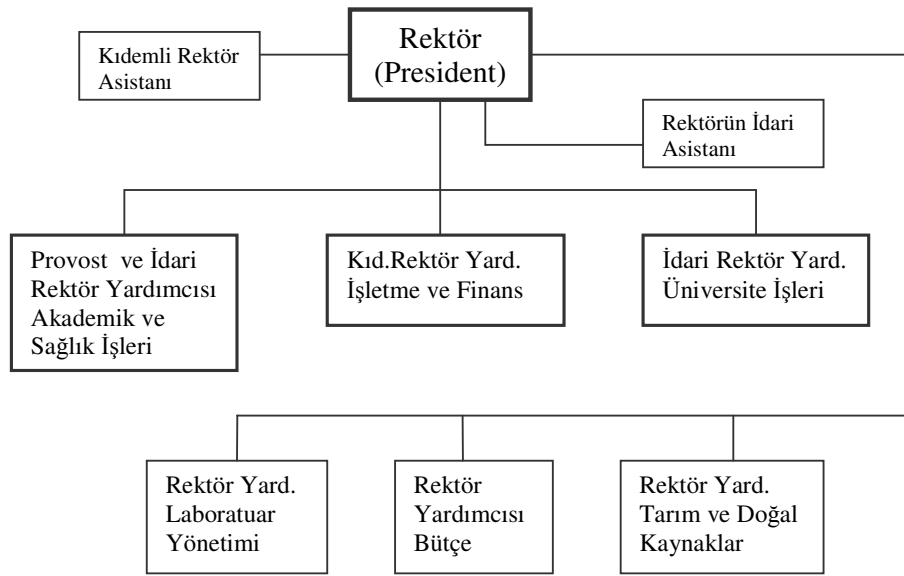 Kıdemli Rektör
Asistanı
Rektör
(President)
Rektörün İdari
Asistanı
Provost ve İdari
Rektör Yardımcısı
Akademik ve
Sağlık İşleri
Kıd.Rektör Yard.
İşletme ve Finans
İdari Rektör Yard.
Üniversite İşleri
Rektör Yard.
Laboratuar
Yönetimi
Rektör
Yardımcısı
Bütçe
Rektör Yard.
Tarım ve Doğal
Kaynaklar